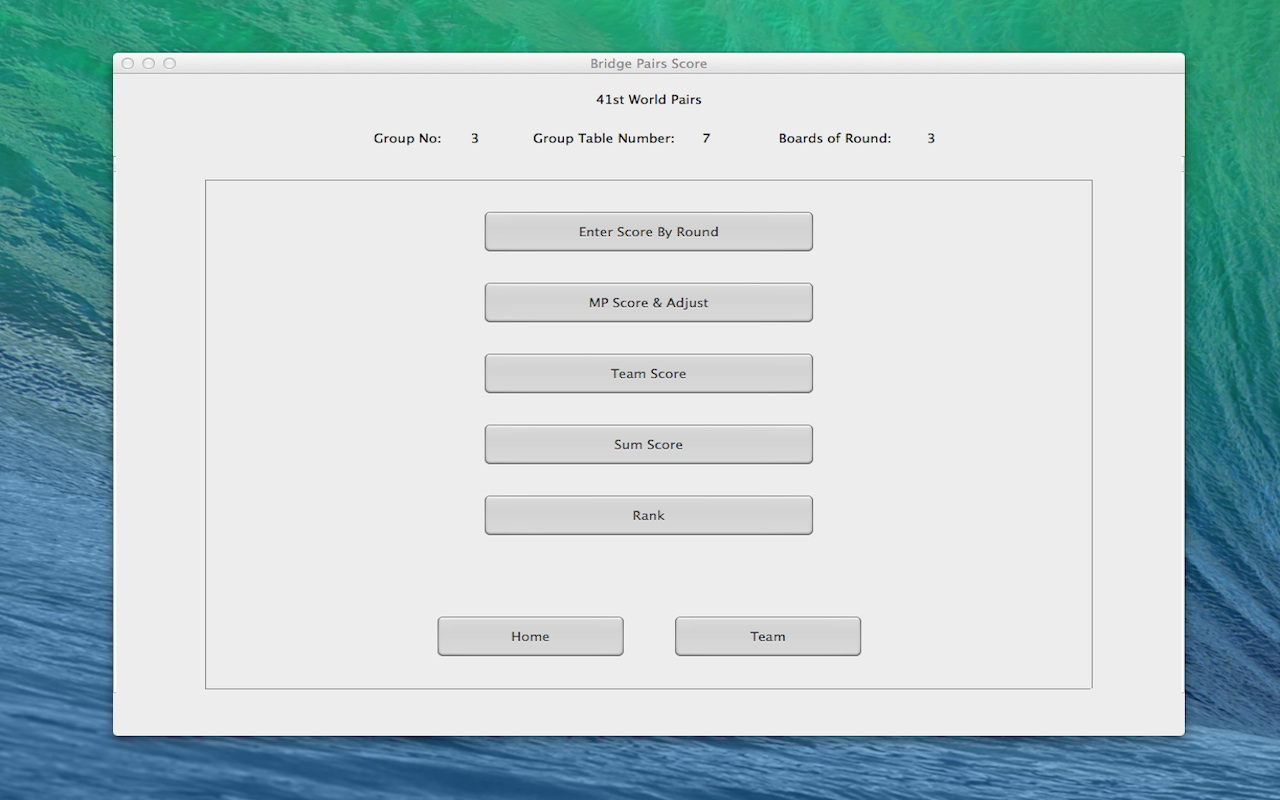 Bridge Pairs Score
41st World Pairs
Group No: 3 Group Table Number: 7 Boards of Round: 3
Enter Score By Round
MP Score & Adjust
Team Score
Sum Score
Rank
Home Team